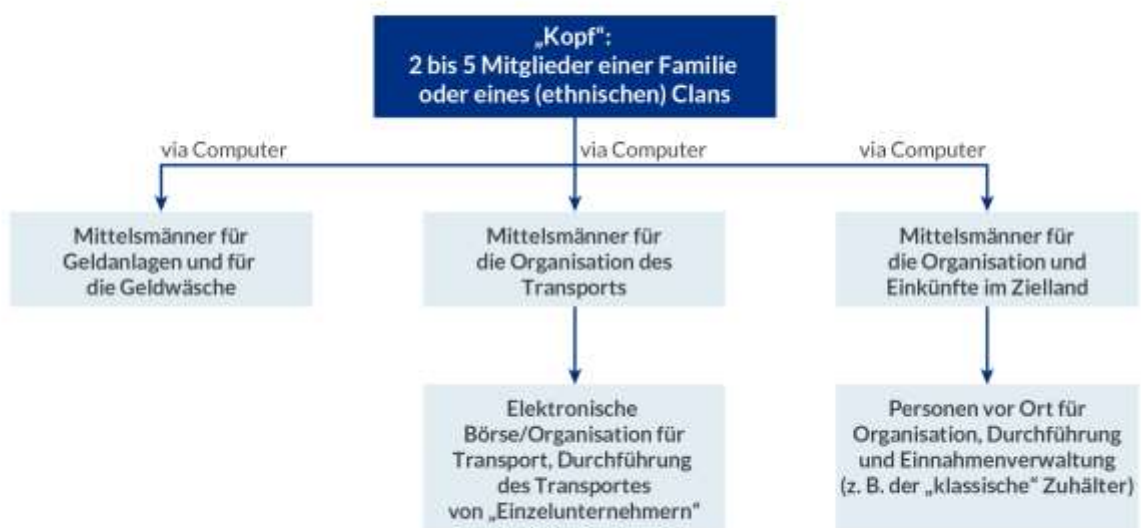 „Kopf“:
2 bis 5 Mitglieder einer Familie
oder eines (ethnischen) Clans
via Computer
via Computer
via Computer
Mittelsmänner für
Geldanlagen und für
die Geldwäsche
Mittelsmänner für
die Organisation des
Transports
Mittelsmänner für
die Organisation und
Einkünfte im Zielland
Elektronische
Börse/Organisation für
Transport, Durchführung
des Transportes
von „Einzelunternehmern“
Personen vor Ort für
Organisation, Durchführung
und Einnahmenverwaltung
(z. B. der „klassische“ Zuhälter)